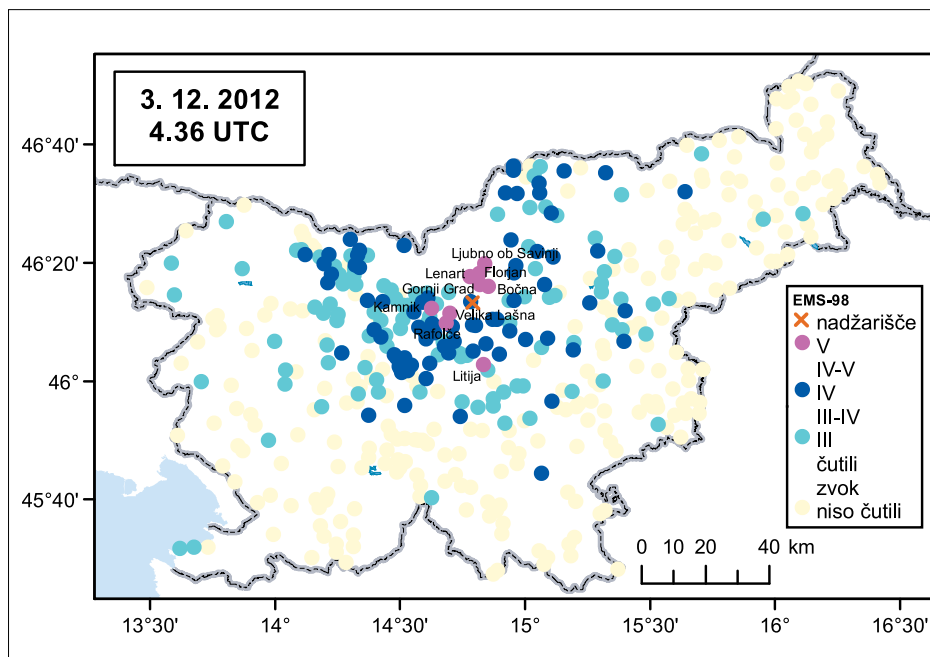 3. 12. 2012
4.36 UTC
46°40'
46°20'
46°
45°40'
Ljubno ob Savinji
Lenart
Florjan
Gornji Grad
Bočna
Kamnik
Velika Lašna
Rafolče
Litija
EMS-98
nadžarišče
V
IV-V
IV
III-IV
III
čutili
zvok
niso čutili
0 10 20 40 km
13°30' 14° 14°30' 15° 15°30' 16° 16°30'